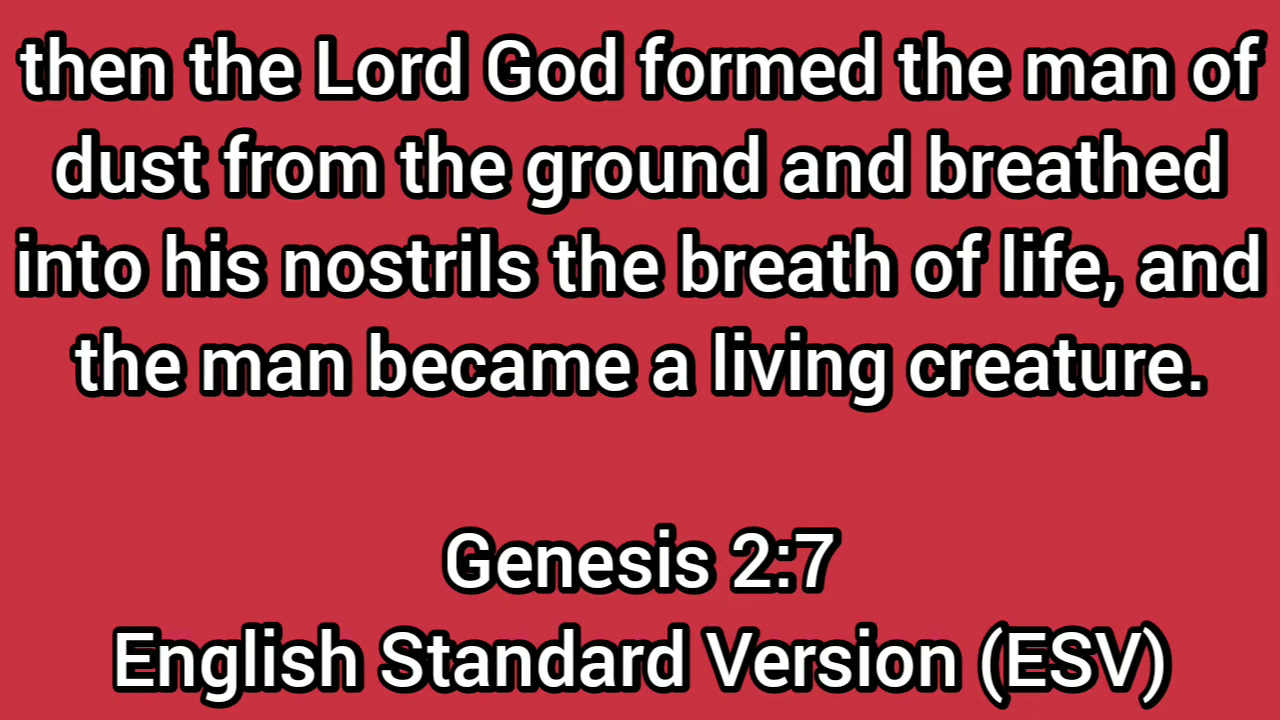 then the Lord God formed the man of
dust from the ground and breathed
into his nostrils the breath of life, and
the man became a living creature.
Genesis 2:7
English Standard Version (ESV)